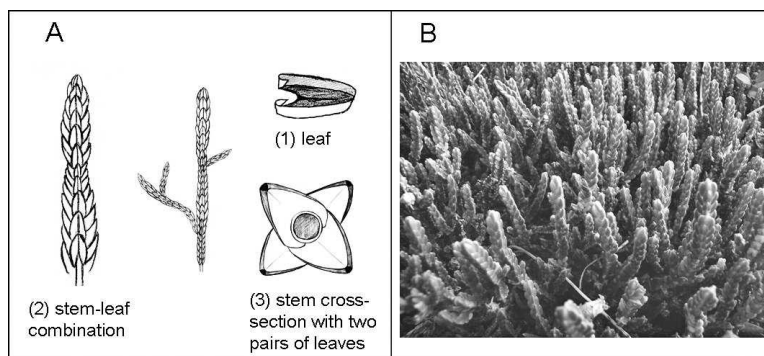 A
B
(1) leaf
(2) stem-leaf
combination
(3) stem cross-
section with two
pairs of leaves